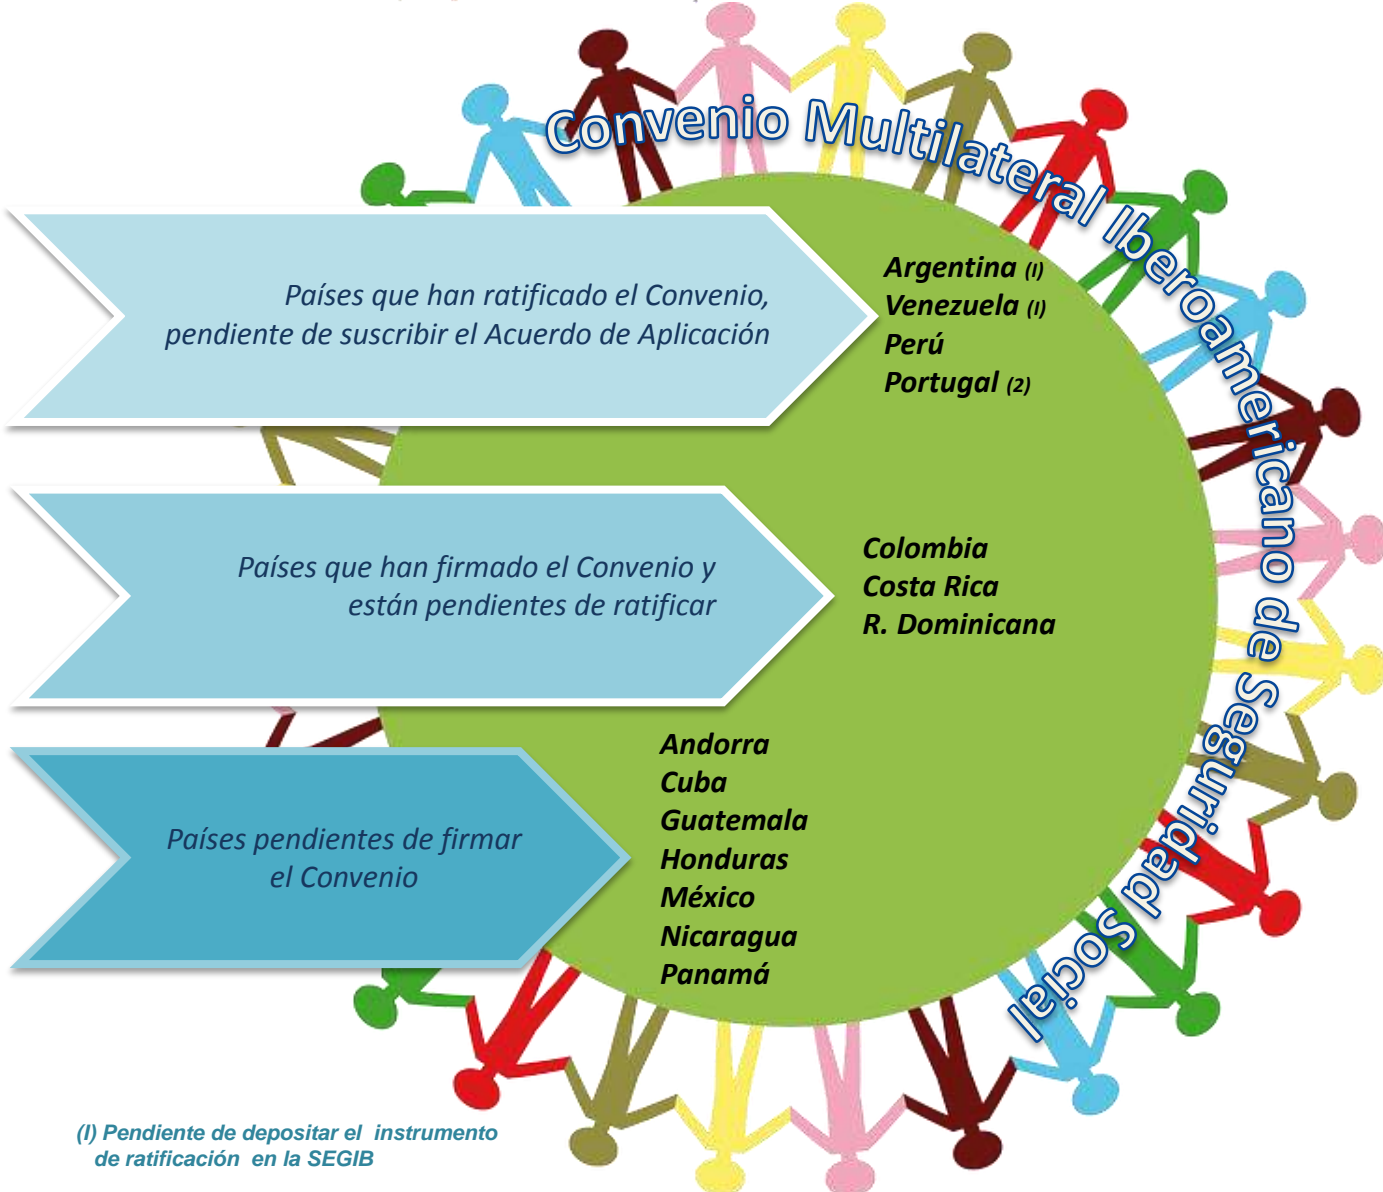 Convenio Multilateral Iberoamericano de Seguridad Social
Países que han ratificado el Convenio,
pendiente de suscribir el Acuerdo de Aplicación
Argentina (I)
Venezuela (I)
Perú
Portugal (2)
Países que han firmado el Convenio y
están pendientes de ratificar
Colombia
Costa Rica
R. Dominicana
Países pendientes de firmar
el Convenio
Andorra
Cuba
Guatemala
Honduras
México
Nicaragua
Panamá
(I) Pendiente de depositar el instrumento
de ratificación en la SEGIB